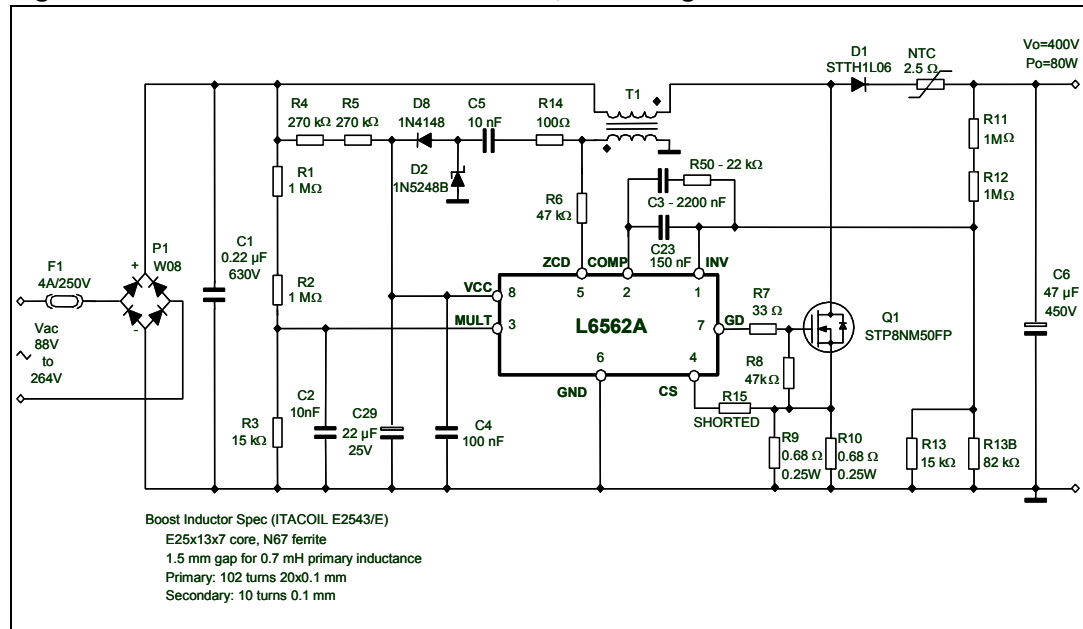 D1
STTH1L06
NTC
2.5 Ω
Vo=400V
Po=80W
R4
270 kΩ
R5
270 kΩ
D8
1N4148
C5
10 nF
R14
100Ω
T1
R11
1MΩ
R1
1 MΩ
D2
1N5248B
R50 - 22 kΩ
R12
1MΩ
R6
47 kΩ
C3 - 2200 nF
C1
0.22 µF
630V
P1
W08
F1
4A/250V
C23
150 nF
ZCD
COMP
INV
5
2
1
R2
1 MΩ
VCC
8
MULT
3
L6562A
7
GD
R7
33 Ω
Q1
STP8NM50FP
C6
47 µF
450V
Vac
88V
to
264V
+
-
6
4
GND
CS
R8
47kΩ
R15
SHORTED
C2
10nF
R3
15 kΩ
C29
22 µF
25V
C4
100 nF
R9
0.68 Ω
0.25W
R10
0.68 Ω
0.25W
R13
15 kΩ
R13B
82 kΩ
Boost Inductor Spec (ITACOIL E2543/E)
E25x13x7 core, N67 ferrite
1.5 mm gap for 0.7 mH primary inductance
Primary: 102 turns 20x0.1 mm
Secondary: 10 turns 0.1 mm